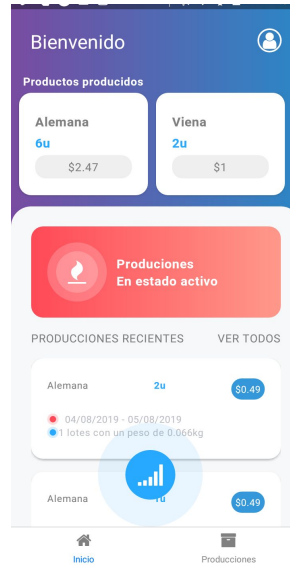 Bienvenido
Productos producidos
Alemana
6u
$2.47
Viena
2u
$1
Produciones
En estado activo
PRODUCCIONES RECIENTES
VER TODOS
Alemana
2u
$0.49
04/08/2019 - 05/08/2019
1 lotes con un peso de 0.066kg
Alemana
$0.49
Inicio
Producciones